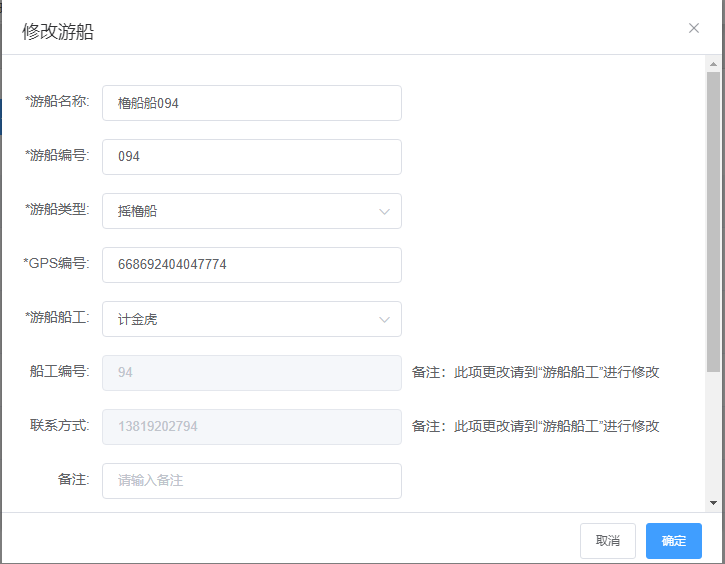 修改游船
*游船名称: 橹船船094
*游船编号: 094
*游船类型: 摇橹船
*GPS编号: 668692404047774
*游船船工: 计金虎
船工编号: 94 备注：此项更改请到“游船船工”进行修改
联系方式: 13819202794 备注：此项更改请到“游船船工”进行修改
备注: 请输入备注
取消 确定